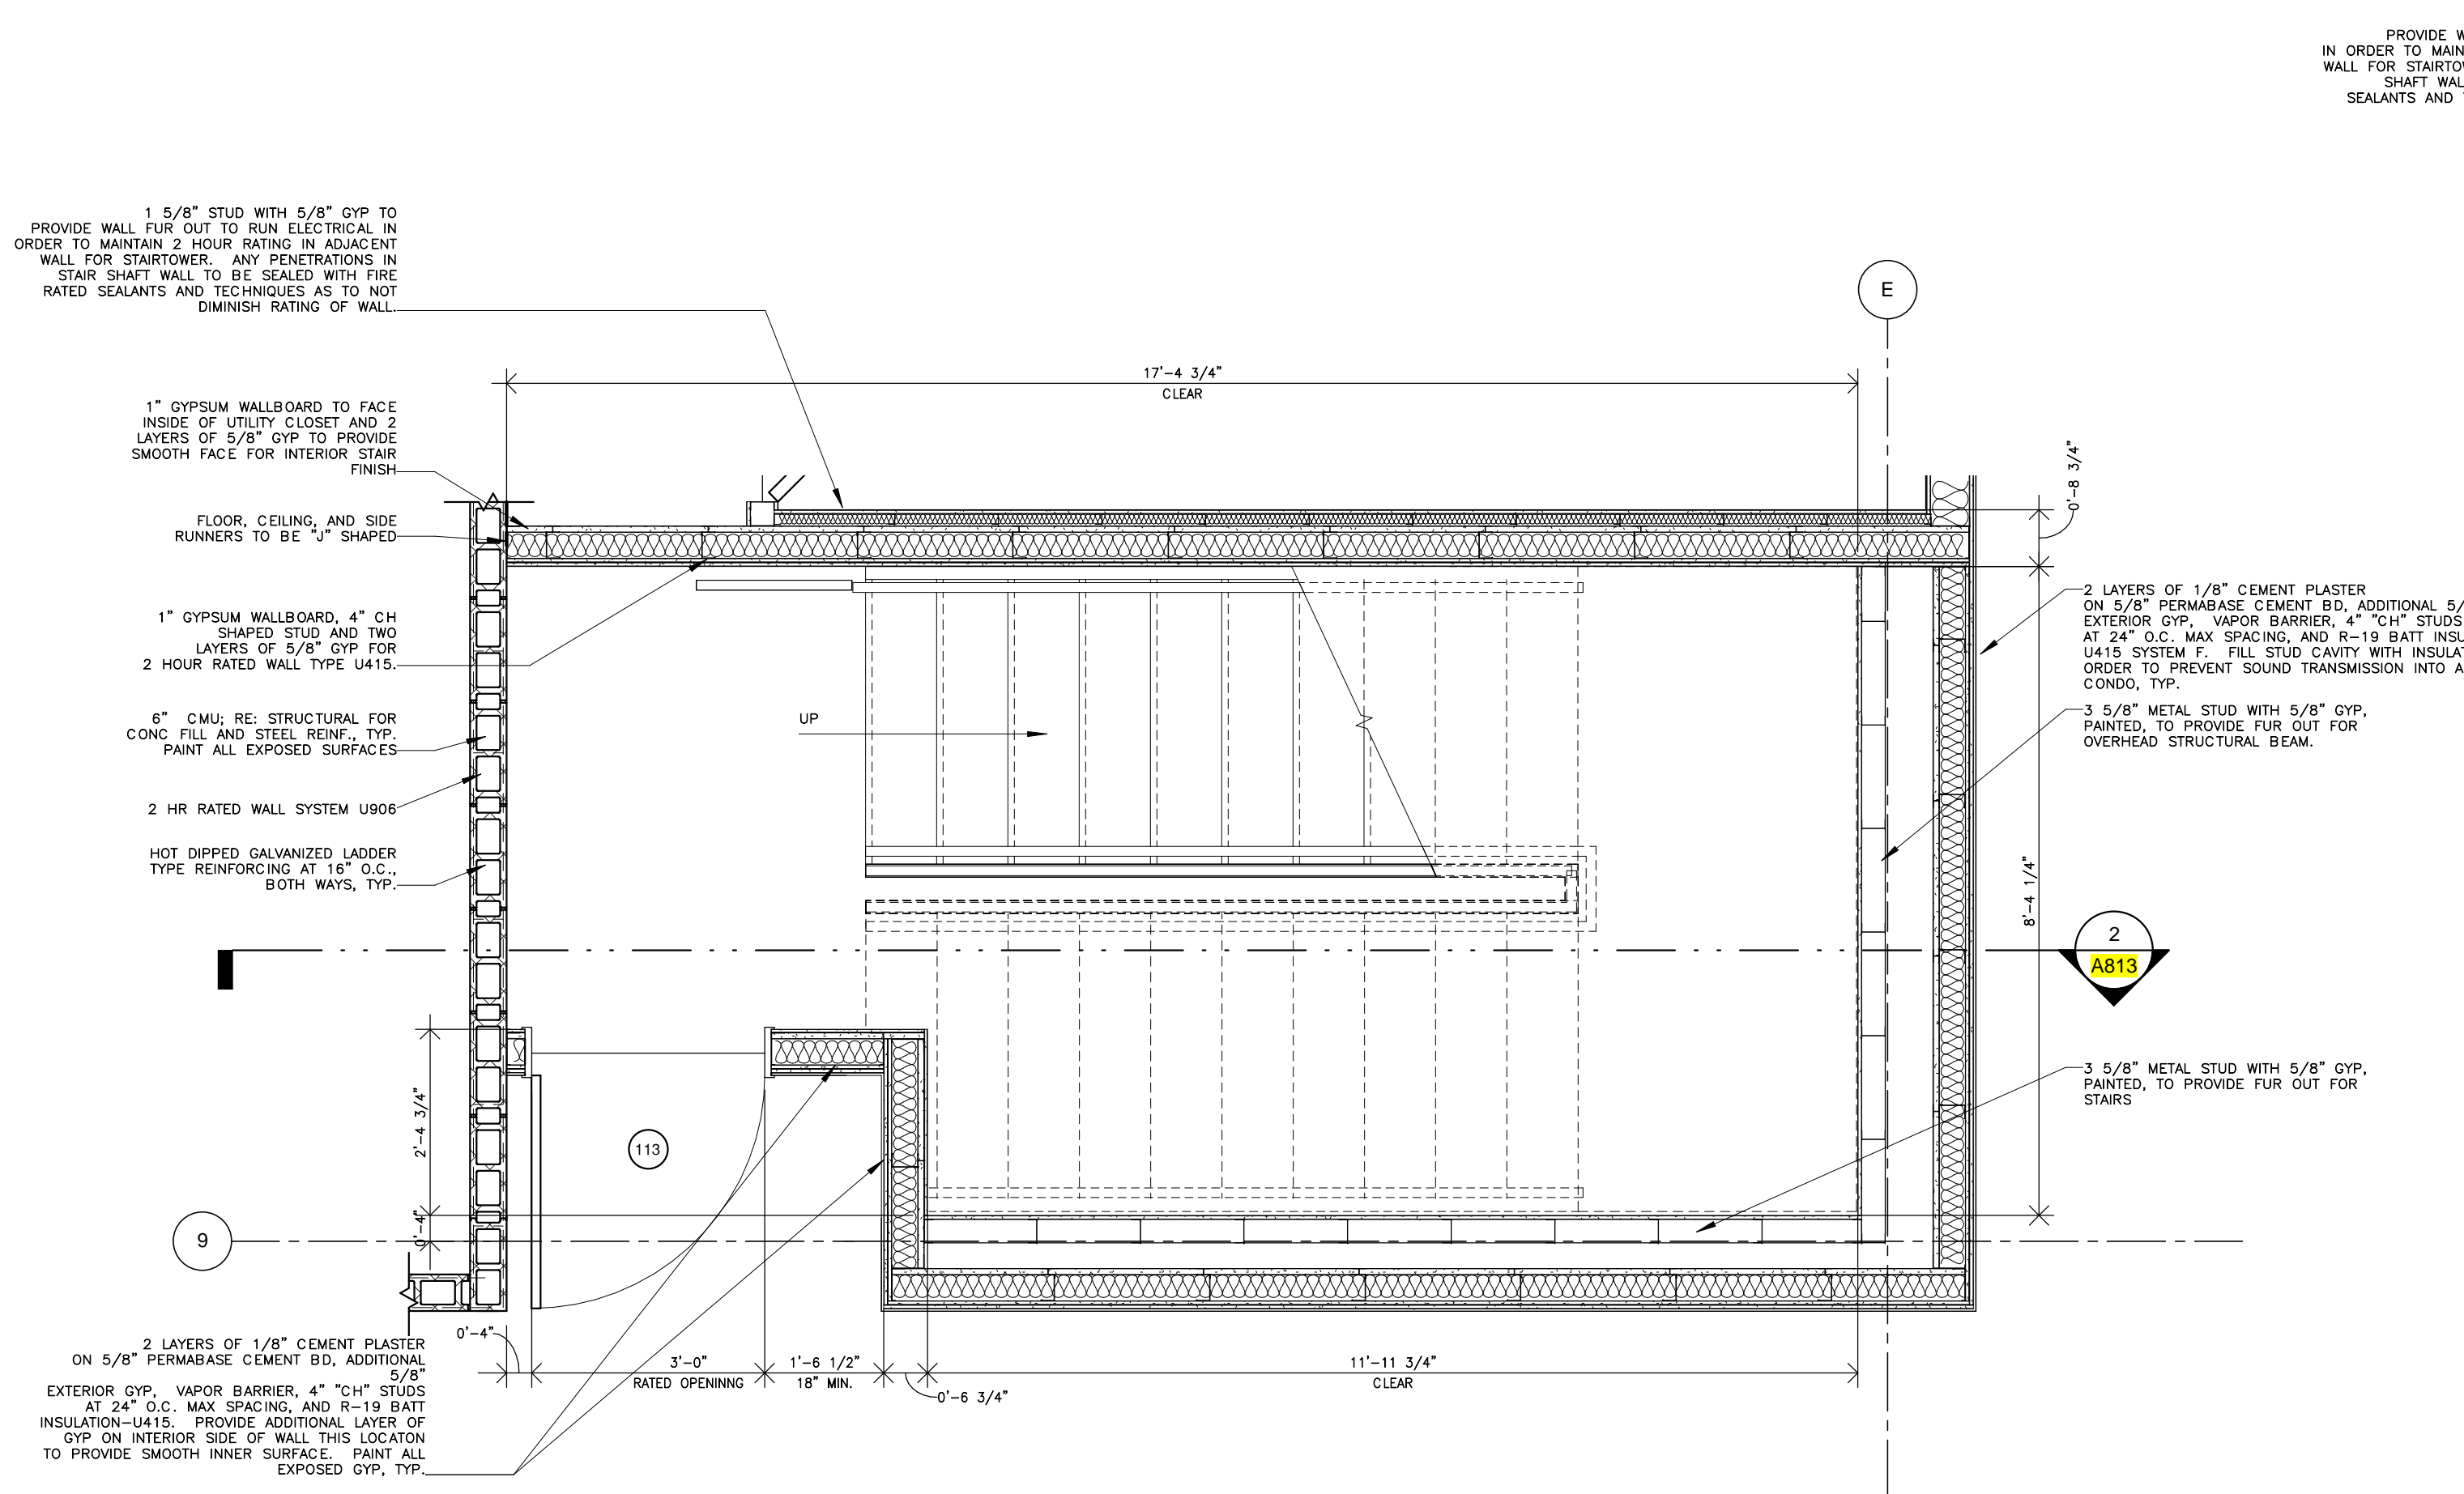 PROVIDE W
IN ORDER TO MAIN
WALL FOR STAIRTOW
SHAFT WAL
SEALANTS AND
1 5/8" STUD WITH 5/8" GYP TO
PROVIDE WALL FUR OUT TO RUN ELECTRICAL IN
ORDER TO MAINTAIN 2 HOUR RATING IN ADJACENT
WALL FOR STAIRTOWER. ANY PENETRATIONS IN
STAIR SHAFT WALL TO BE SEALED WITH FIRE
RATED SEALANTS AND TECHNIQUES AS TO NOT
DIMINISH RATING OF WALL.
E
17'-4 3/4"
CLEAR
1" GYPSUM WALLBOARD TO FACE
INSIDE OF UTILITY CLOSET AND 2
LAYERS OF 5/8" GYP TO PROVIDE
SMOOTH FACE FOR INTERIOR STAIR
FINISH
0'-8 3/4"
FLOOR, CEILING, AND SIDE
RUNNERS TO BE "J" SHAPED
1" GYPSUM WALLBOARD, 4" CH
SHAPED STUD AND TWO
LAYERS OF 5/8" GYP FOR
2 HOUR RATED WALL TYPE U415.
2 LAYERS OF 1/8" CEMENT PLASTER
ON 5/8" PERMABASE CEMENT BD, ADDITIONAL 5/
EXTERIOR GYP, VAPOR BARRIER, 4" "CH" STUDS
AT 24" O.C. MAX SPACING, AND R-19 BATT INSU
U415 SYSTEM F. FILL STUD CAVITY WITH INSULAT
ORDER TO PREVENT SOUND TRANSMISSION INTO A
CONDO, TYP.
6" CMU; RE: STRUCTURAL FOR
CONC FILL AND STEEL REINF., TYP.
PAINT ALL EXPOSED SURFACES
UP
3 5/8" METAL STUD WITH 5/8" GYP,
PAINTED, TO PROVIDE FUR OUT FOR
OVERHEAD STRUCTURAL BEAM.
2 HR RATED WALL SYSTEM U906
HOT DIPPED GALVANIZED LADDER
TYPE REINFORCING AT 16" O.C.,
BOTH WAYS, TYP.
8'-4 1/4"
2
A813
3 5/8" METAL STUD WITH 5/8" GYP,
PAINTED, TO PROVIDE FUR OUT FOR
STAIRS
2'-4 3/4"
113
0'-4"
9
0'-4"
3'-0"
RATED OPENINNG
1'-6 1/2"
18" MIN.
0'-6 3/4"
11'-11 3/4"
CLEAR
2 LAYERS OF 1/8" CEMENT PLASTER
ON 5/8" PERMABASE CEMENT BD, ADDITIONAL
5/8"
EXTERIOR GYP, VAPOR BARRIER, 4" "CH" STUDS
AT 24" O.C. MAX SPACING, AND R-19 BATT
INSULATION-U415. PROVIDE ADDITIONAL LAYER OF
GYP ON INTERIOR SIDE OF WALL THIS LOCATON
TO PROVIDE SMOOTH INNER SURFACE. PAINT ALL
EXPOSED GYP, TYP.